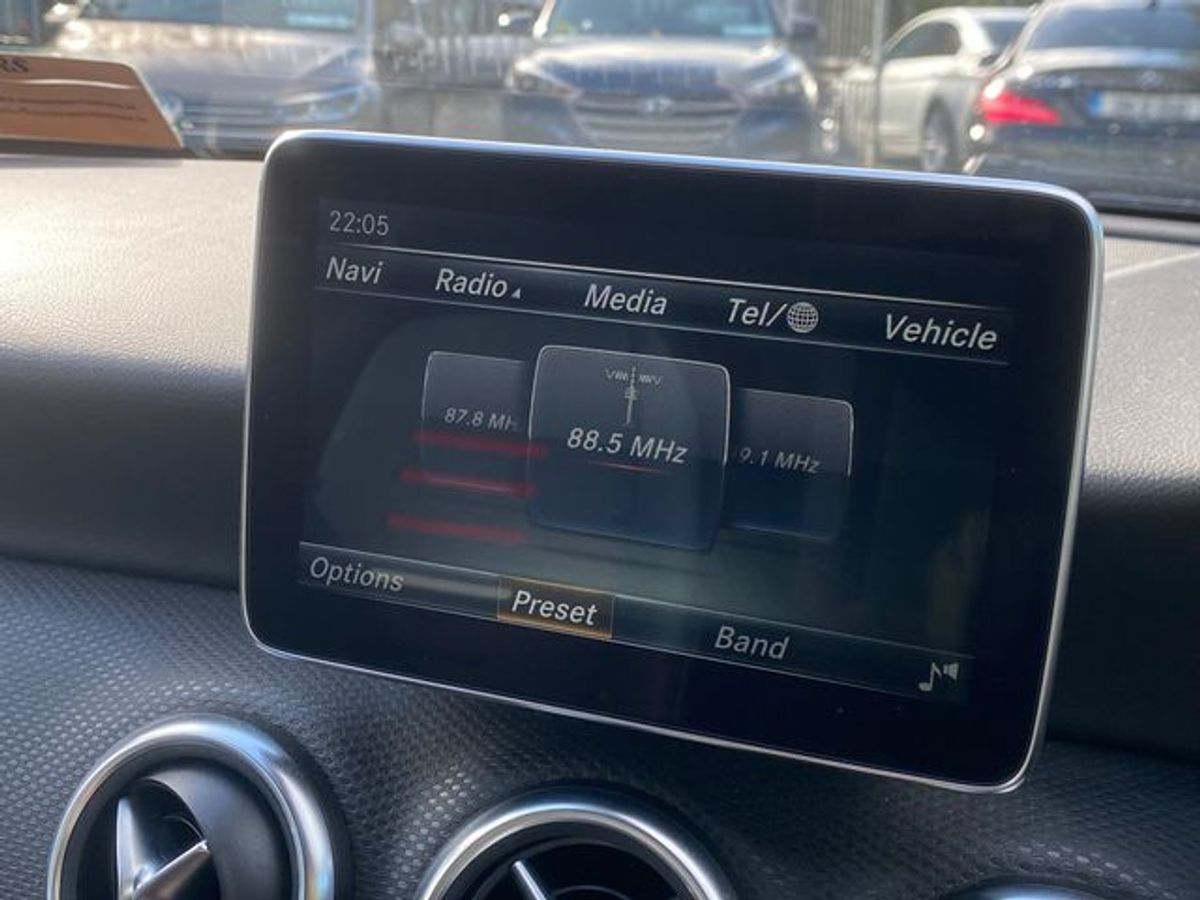 22:05
Navi Radio Media Tel/ Vehicle
87.8 MH 88.5 MHz 9.1 MHz
Options Preset Band